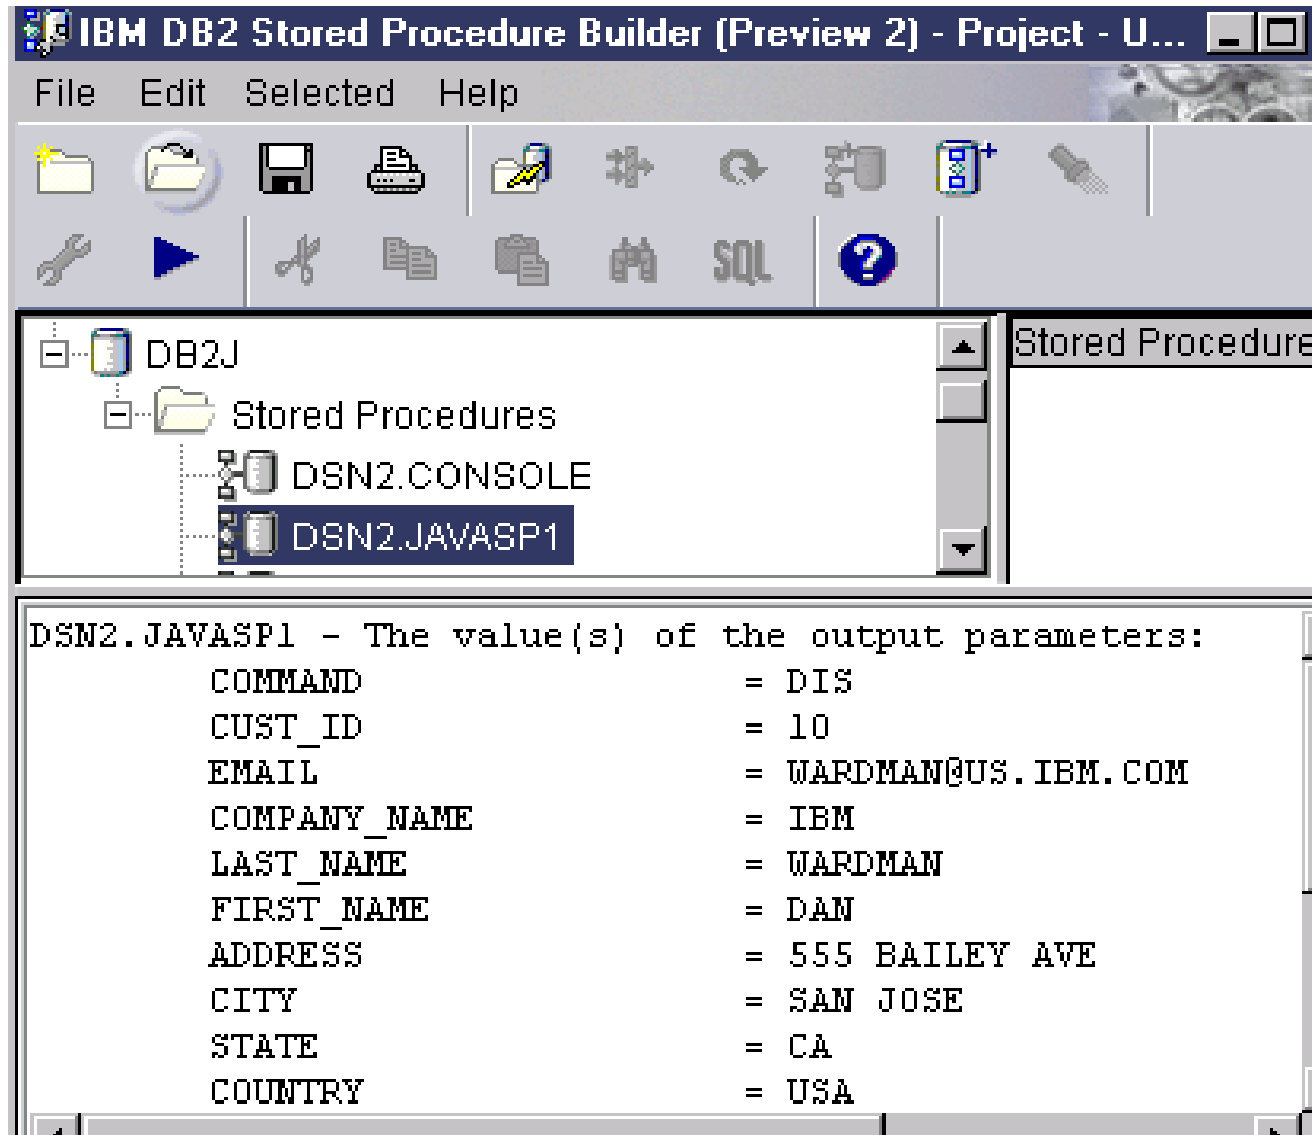 IBM DB2 Stored Procedure Builder (Preview 2) - Project - U...
File Edit Selected Help
SQL
?
DB2J
Stored Procedure
Stored Procedures
DSN2.CONSOLE
DSN2.JAVASP1
DSN2.JAVASP1 - The value(s) of the output parameters:
COMMAND = DIS
CUST_ID = 10
EMAIL = WARDMAN@US.IBM.COM
COMPANY_NAME = IBM
LAST_NAME = WARDMAN
FIRST_NAME = DAN
ADDRESS = 555 BAILEY AVE
CITY = SAN JOSE
STATE = CA
COUNTRY = USA